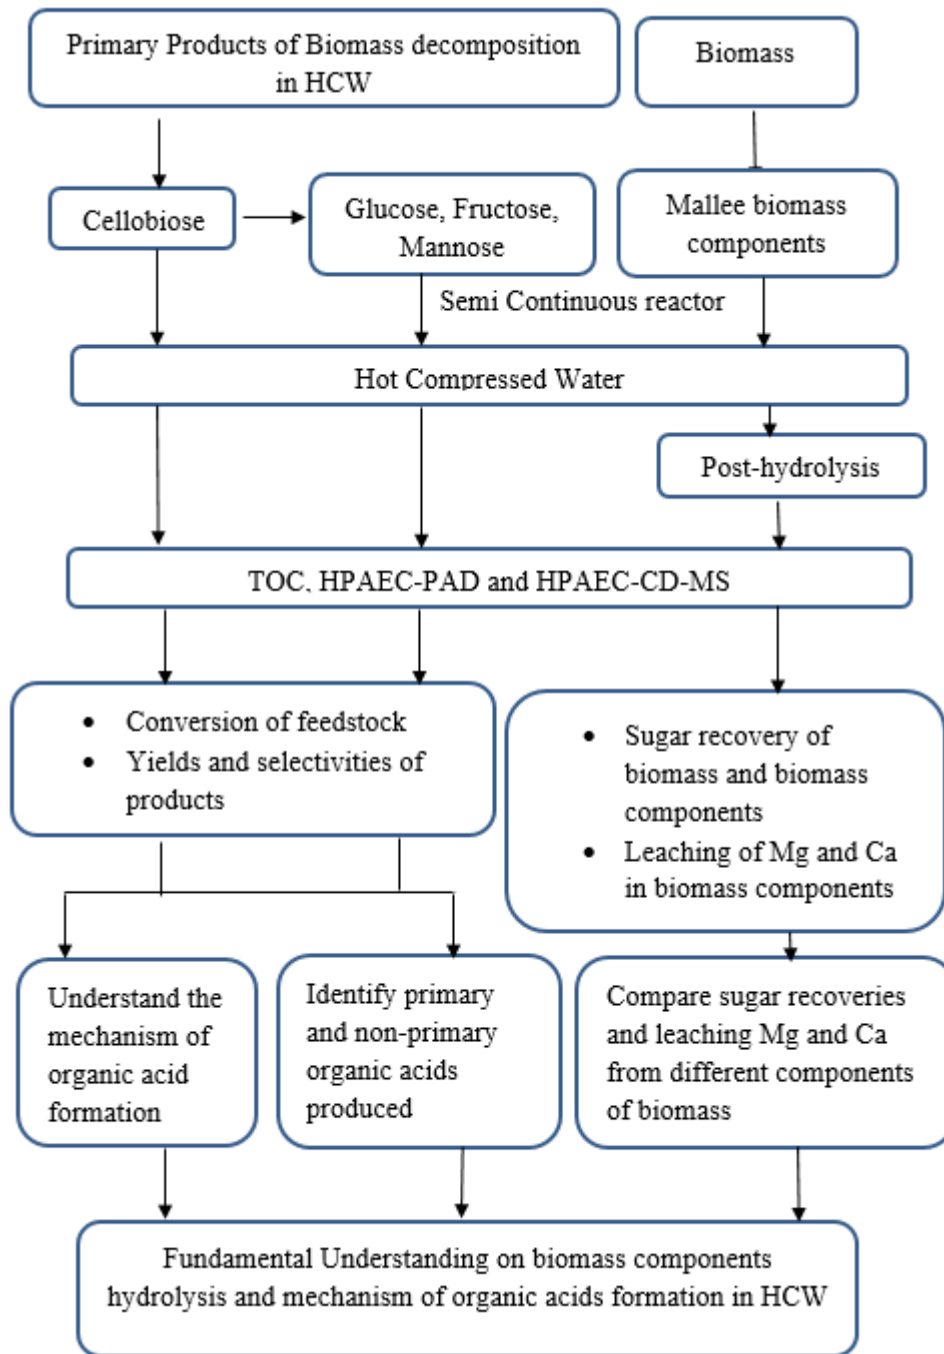 Primary Products of Biomass decomposition
in HCW
Biomass
Cellobiose
Glucose, Fructose,
Mannose
Mallee biomass
components
Semi Continuous reactor
Hot Compressed Water
Post-hydrolysis
TOC, HPAEC-PAD and HPAEC-CD-MS
• Conversion of feedstock
• Yields and selectivities of
products
• Sugar recovery of
biomass and biomass
components
• Leaching of Mg and Ca
in biomass components
Understand the
mechanism of
organic acid
formation
Identify primary
and non-primary
organic acids
produced
Compare sugar recoveries
and leaching Mg and Ca
from different components
of biomass
Fundamental Understanding on biomass components
hydrolysis and mechanism of organic acids formation in HCW